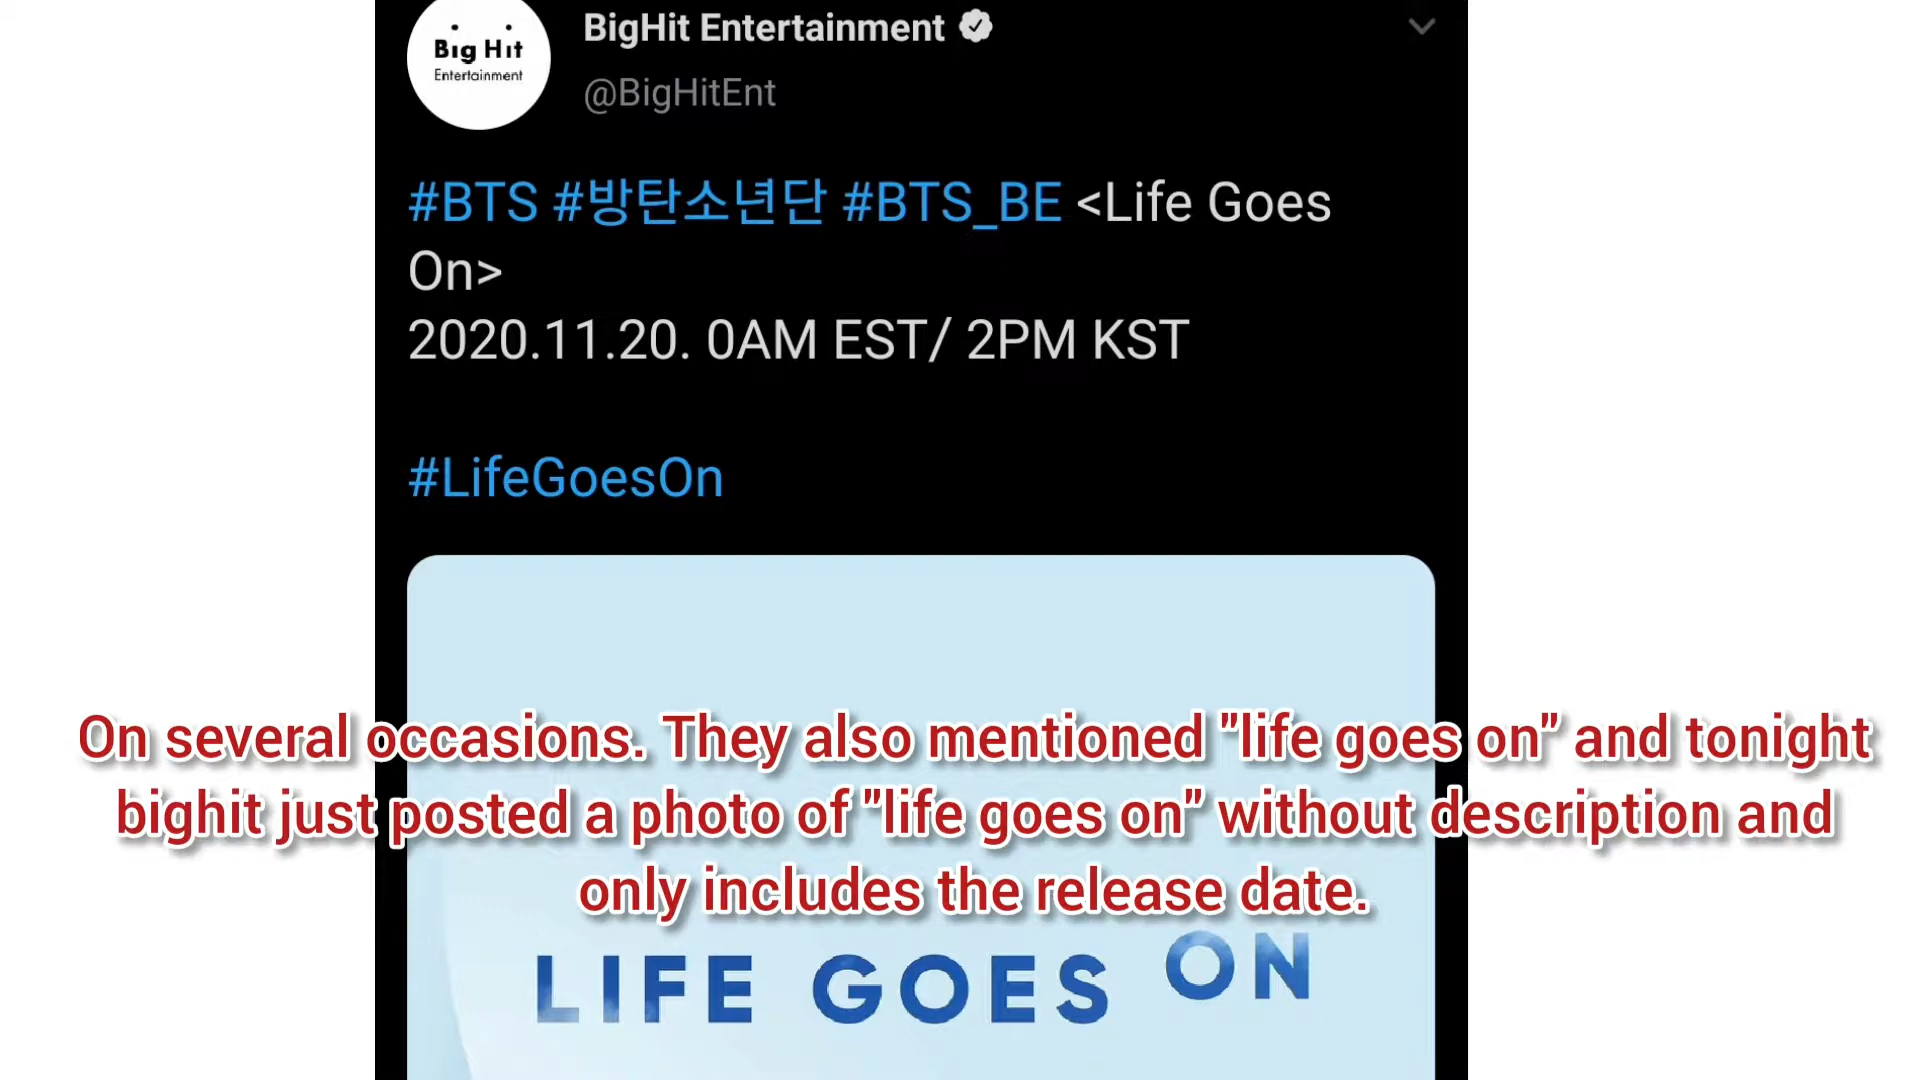 Big Hit
Entertainment
BigHit Entertainment
@BigHitEnt
#BTS #방탄소년단 #BTS_BE <Life Goes
On>
2020.11.20. 0AM EST/ 2PM KST
#LifeGoesOn
On several occasions. They also mentioned "life goes on" and tonight
bighit just posted a photo of "life goes on" without description and
only includes the release date.
LIFE GOES ON